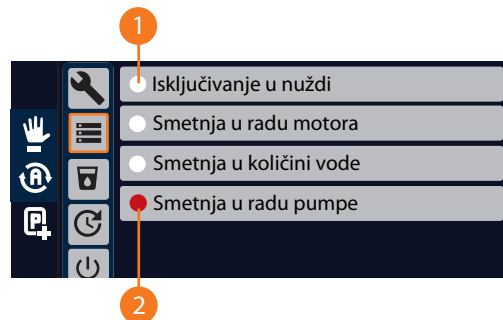 1
Isključivanje u nuždi
Smetnja u radu motora
Smetnja u količini vode
Smetnja u radu pumpe
A
P
2